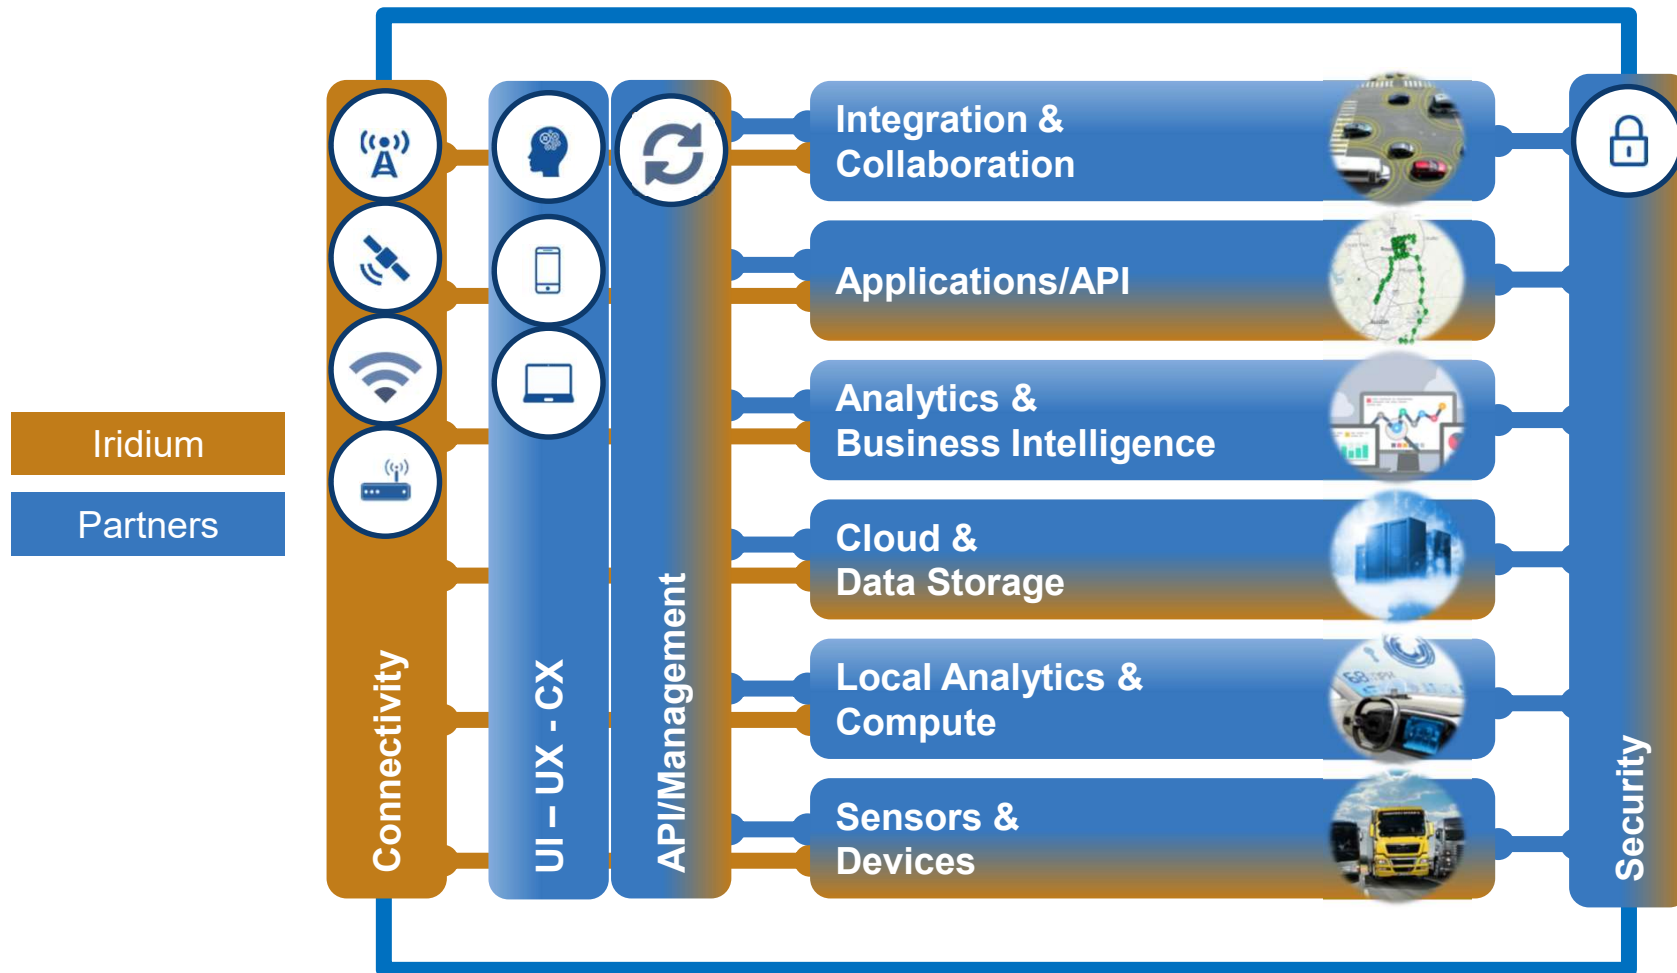 Iridium
Partners
Connectivity
UI – UX - CX
API/Management
Integration &
Collaboration
Applications/API
Analytics &
Business Intelligence
Cloud &
Data Storage
Local Analytics &
Compute
Sensors &
Devices
Security